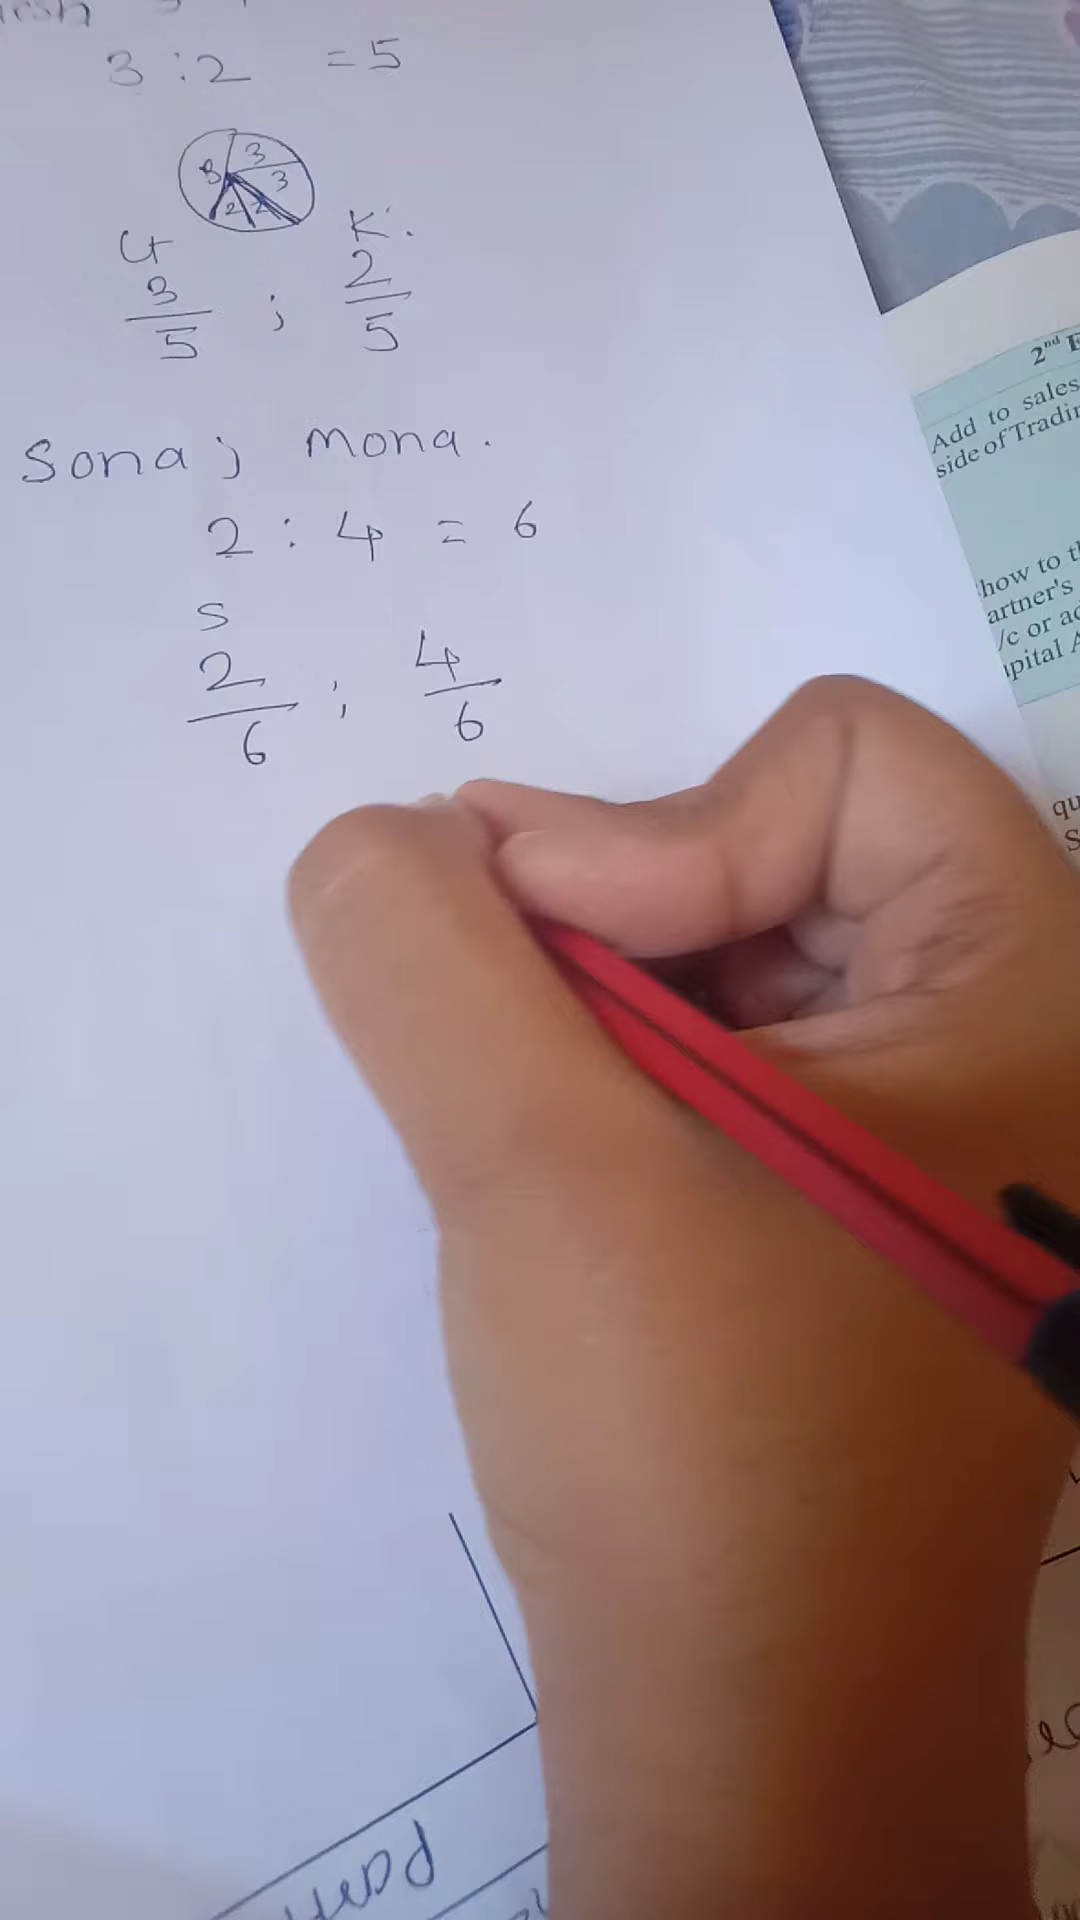 3 : 2 = 5
3 3
3
2 2
G K.
3/5 ; 2/5
Sona ; mona.
2 : 4 = 6
S
2/6 ; 4/6
2nd E
Add to sales
side of Tradin
how to th
artner's
/c or ac
pital A
qu
S